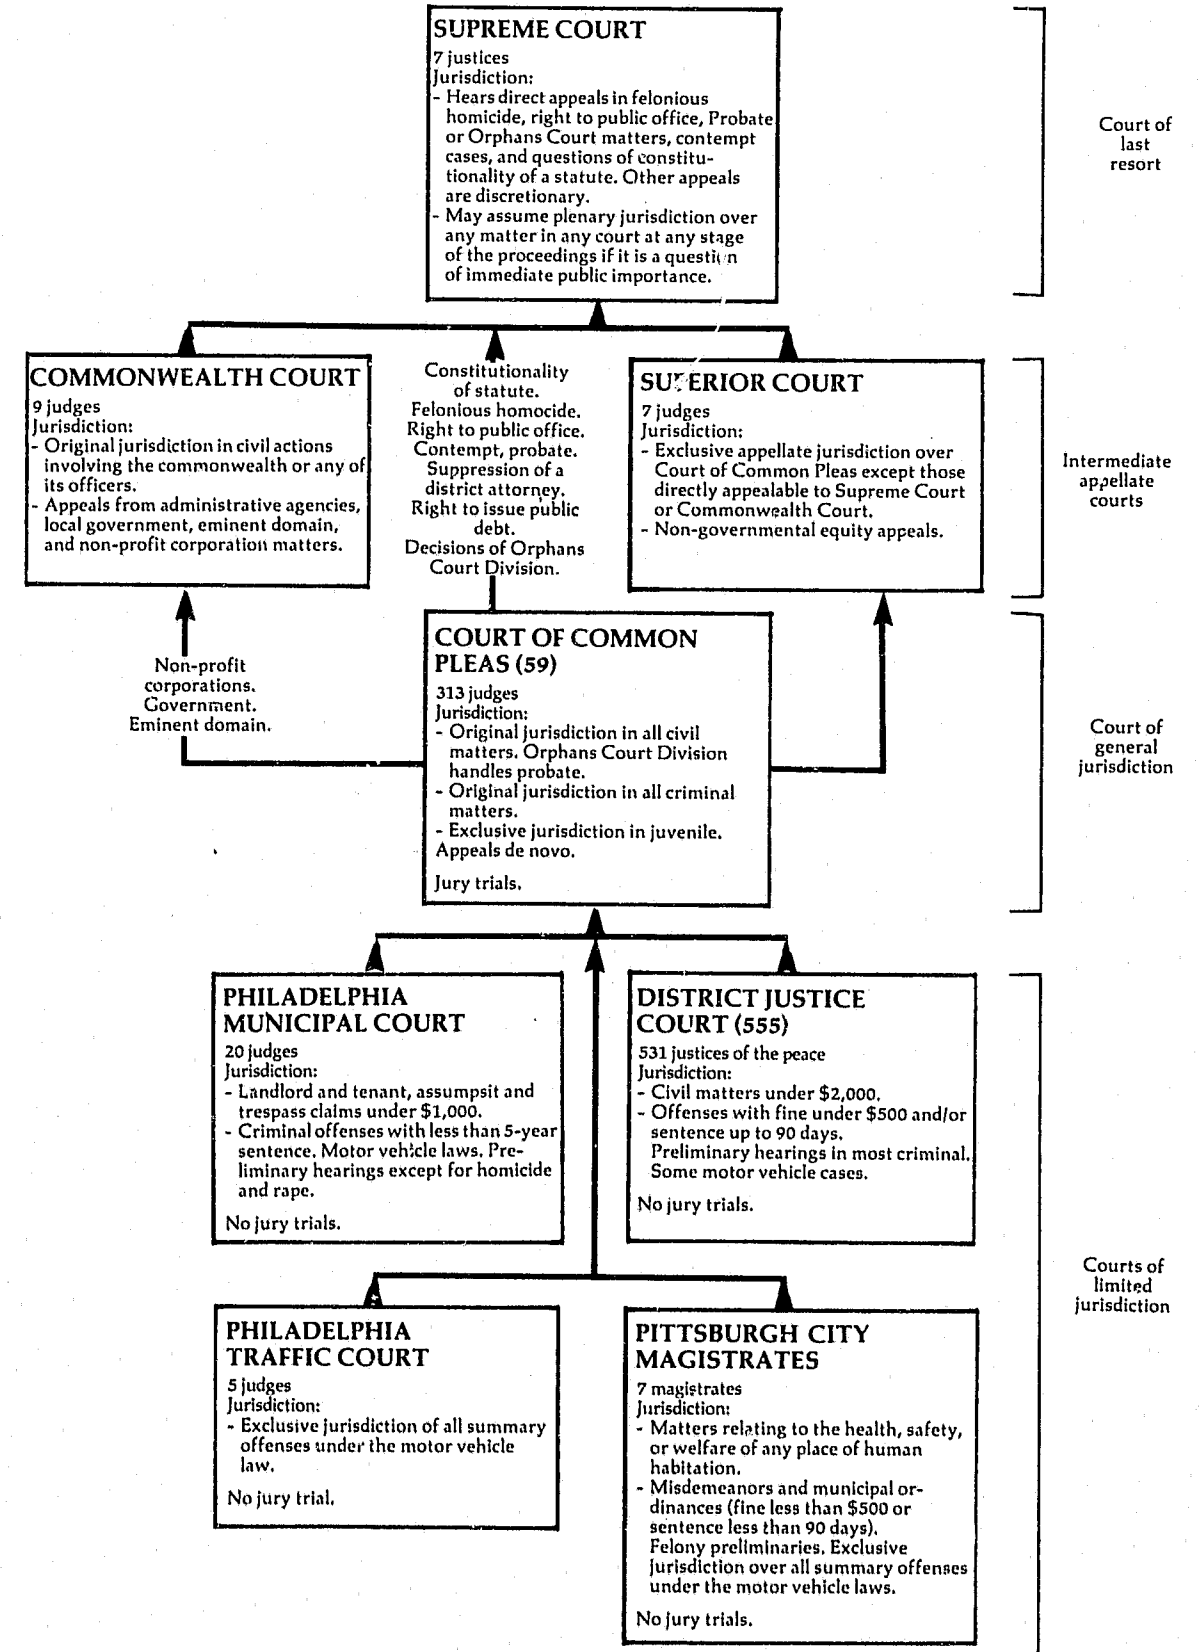 SUPREME COURT
7 justices
Jurisdiction:
- Hears direct appeals in felonious
homicide, right to public office, Probate
or Orphans Court matters, contempt
cases, and questions of constitu-
tionality of a statute. Other appeals
are discretionary.
- May assume plenary jurisdiction over
any matter in any court at any stage
of the proceedings if it is a question
of immediate public importance.
Court of
last
resort
COMMONWEALTH COURT
9 judges
Jurisdiction:
- Original jurisdiction in civil actions
involving the commonwealth or any of
its officers.
- Appeals from administrative agencies,
local government, eminent domain,
and non-profit corporation matters.
Constitutionality
of statute.
Felonious homocide.
Right to public office.
Contempt, probate.
Suppression of a
district attorney.
Right to issue public
debt.
Decisions of Orphans
Court Division.
SUPERIOR COURT
7 judges
Jurisdiction:
- Exclusive appellate jurisdiction over
Court of Common Pleas except those
directly appealable to Supreme Court
or Commonwealth Court.
- Non-governmental equity appeals.
Intermediate
appellate
courts
Non-profit
corporations.
Government.
Eminent domain.
COURT OF COMMON
PLEAS (59)
313 judges
Jurisdiction:
- Original jurisdiction in all civil
matters. Orphans Court Division
handles probate.
- Original jurisdiction in all criminal
matters.
- Exclusive jurisdiction in juvenile.
Appeals de novo.
Jury trials.
Court of
general
jurisdiction
PHILADELPHIA
MUNICIPAL COURT
20 judges
Jurisdiction:
- Landlord and tenant, assumpsit and
trespass claims under $1,000.
- Criminal offenses with less than 5-year
sentence. Motor vehicle laws. Pre-
liminary hearings except for homicide
and rape.
No jury trials.
DISTRICT JUSTICE
COURT (555)
531 justices of the peace
Jurisdiction:
- Civil matters under $2,000.
- Offenses with fine under $500 and/or
sentence up to 90 days.
Preliminary hearings in most criminal.
Some motor vehicle cases.
No jury trials.
Courts of
limited
jurisdiction
PHILADELPHIA
TRAFFIC COURT
5 judges
Jurisdiction:
- Exclusive jurisdiction of all summary
offenses under the motor vehicle
law.
No jury trial.
PITTSBURGH CITY
MAGISTRATES
7 magistrates
Jurisdiction:
- Matters relating to the health, safety,
or welfare of any place of human
habitation.
- Misdemeanors and municipal or-
dinances (fine less than $500 or
sentence less than 90 days).
Felony preliminaries. Exclusive
jurisdiction over all summary offenses
under the motor vehicle laws.
No jury trials.